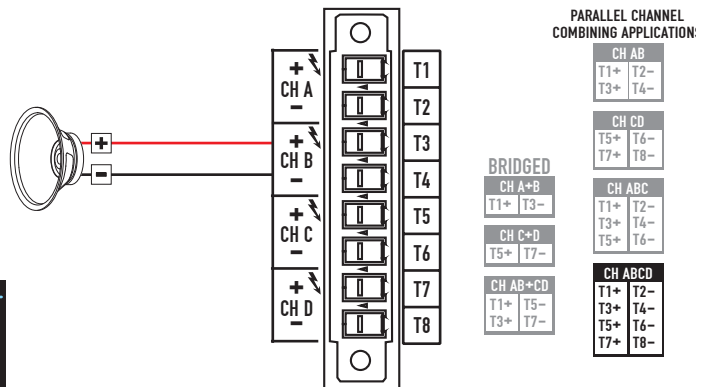 +
CH A
−
+
CH B
−
+
CH C
−
+
CH D
−
+
−
T1
T2
T3
T4
T5
T6
T7
T8
BRIDGED
CH A+B
T1+ T3−
CH C+D
T5+ T7−
CH AB+CD
T1+ T5−
T3+ T7−
PARALLEL CHANNEL
COMBINING APPLICATIONS
CH AB
T1+ T2−
T3+ T4−
CH CD
T5+ T6−
T7+ T8−
CH ABC
T1+ T2−
T3+ T4−
T5+ T6−
CH ABCD
T1+ T2−
T3+ T4−
T5+ T6−
T7+ T8−